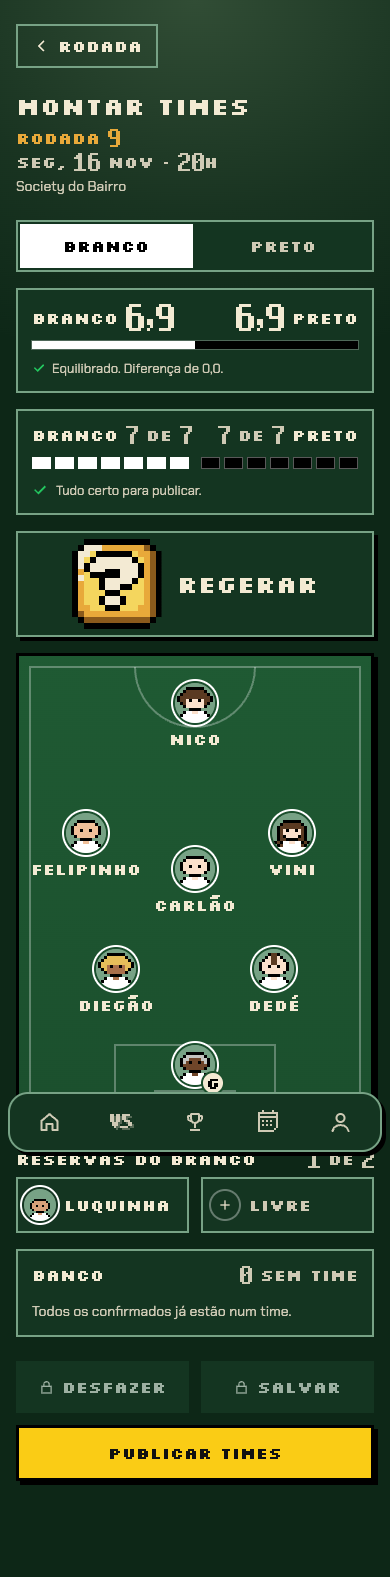 RODADA
MONTAR TIMES
RODADA 9
SEG, 16 NOV · 20H
Society do Bairro
BRANCO PRETO
BRANCO 6,9 6,9 PRETO
Equilibrado. Diferença de 0,0.
BRANCO 7 DE 7 7 DE 7 PRETO
Tudo certo para publicar.
? REGERAR
NICO
FELIPINHO VINI
CARLÃO
DIEGÃO DEDÉ
G
VS
RESERVAS DO BRANCO 1 DE 2
LUQUINHA + LIVRE
BANCO 0 SEM TIME
Todos os confirmados já estão num time.
DESFAZER SALVAR
PUBLICAR TIMES